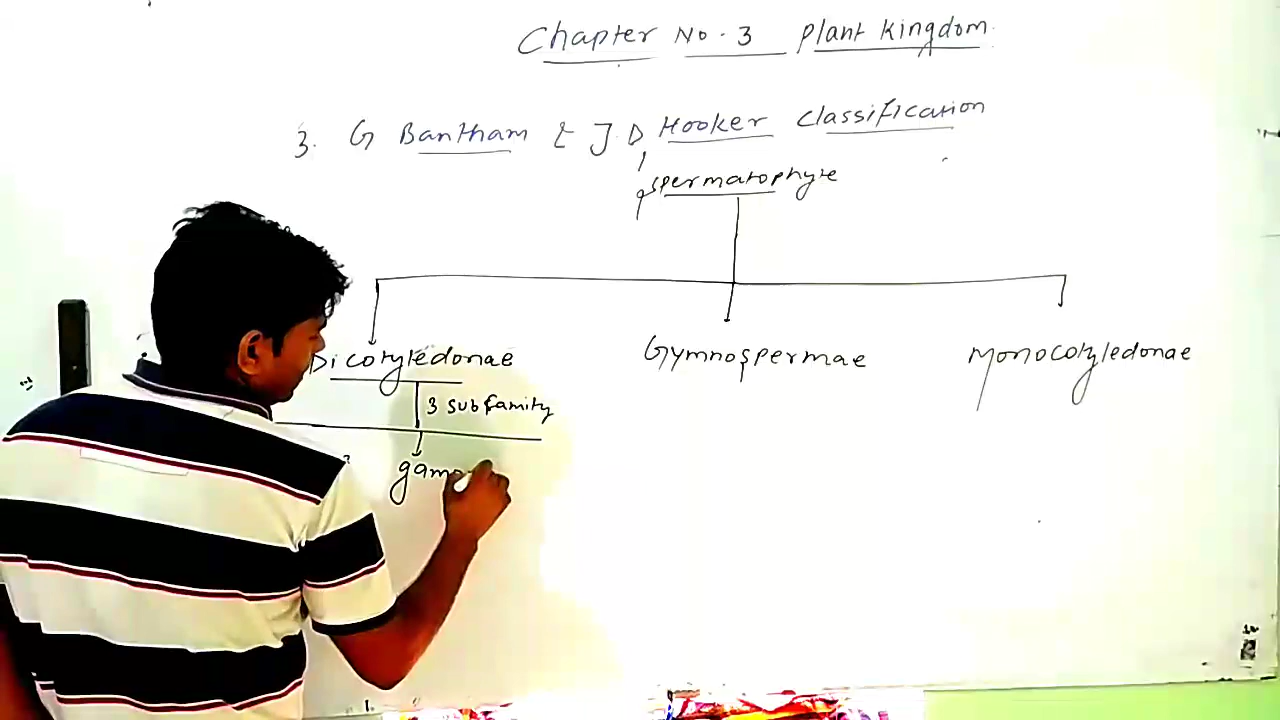 Chapter No. 3 Plant Kingdom
3. G Bantham & J.D Hooker Classification
spermatophyte
Dicotyledonae Gymnospermae Monocotyledonae
3 subfamily
gamo